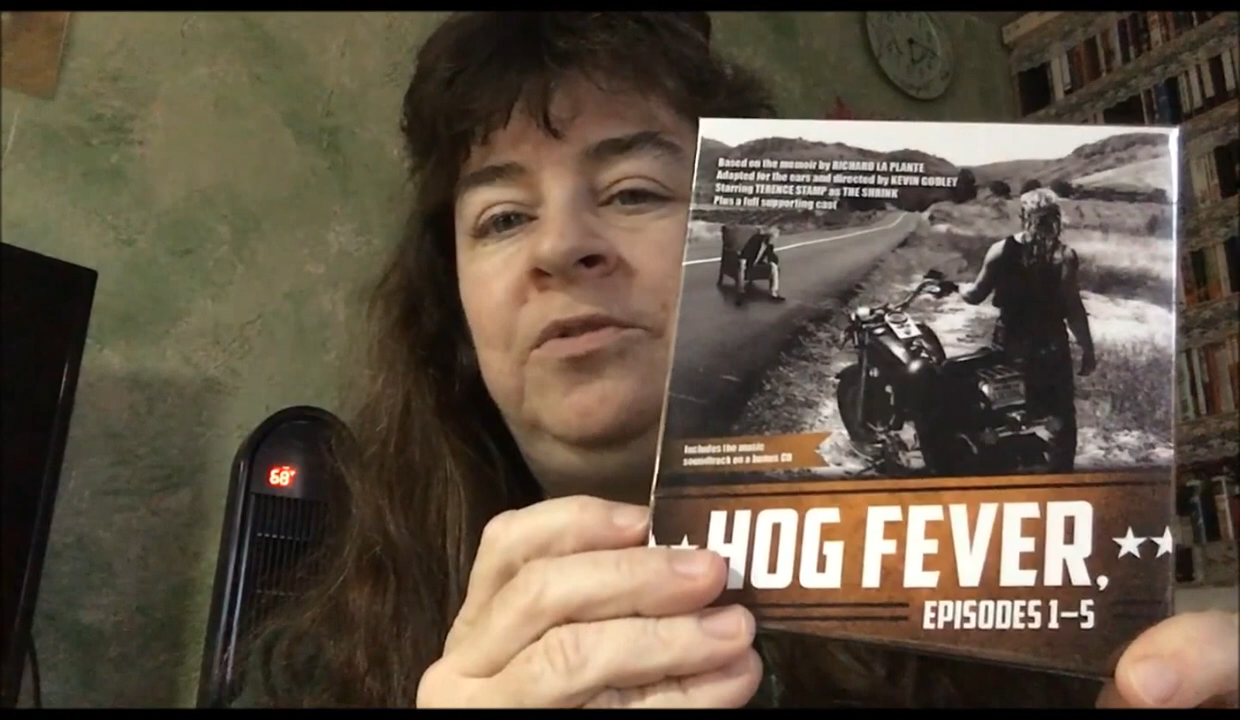 Based on the memoir by RICHARD LA PLANTE
Adapted for the ears and directed by KEVIN GODLEY
Starring TERENCE STAMP as THE SHRINK
Plus a full supporting cast
Includes the music
soundtrack on a bonus CD
HOG FEVER,
EPISODES 1–5
68°